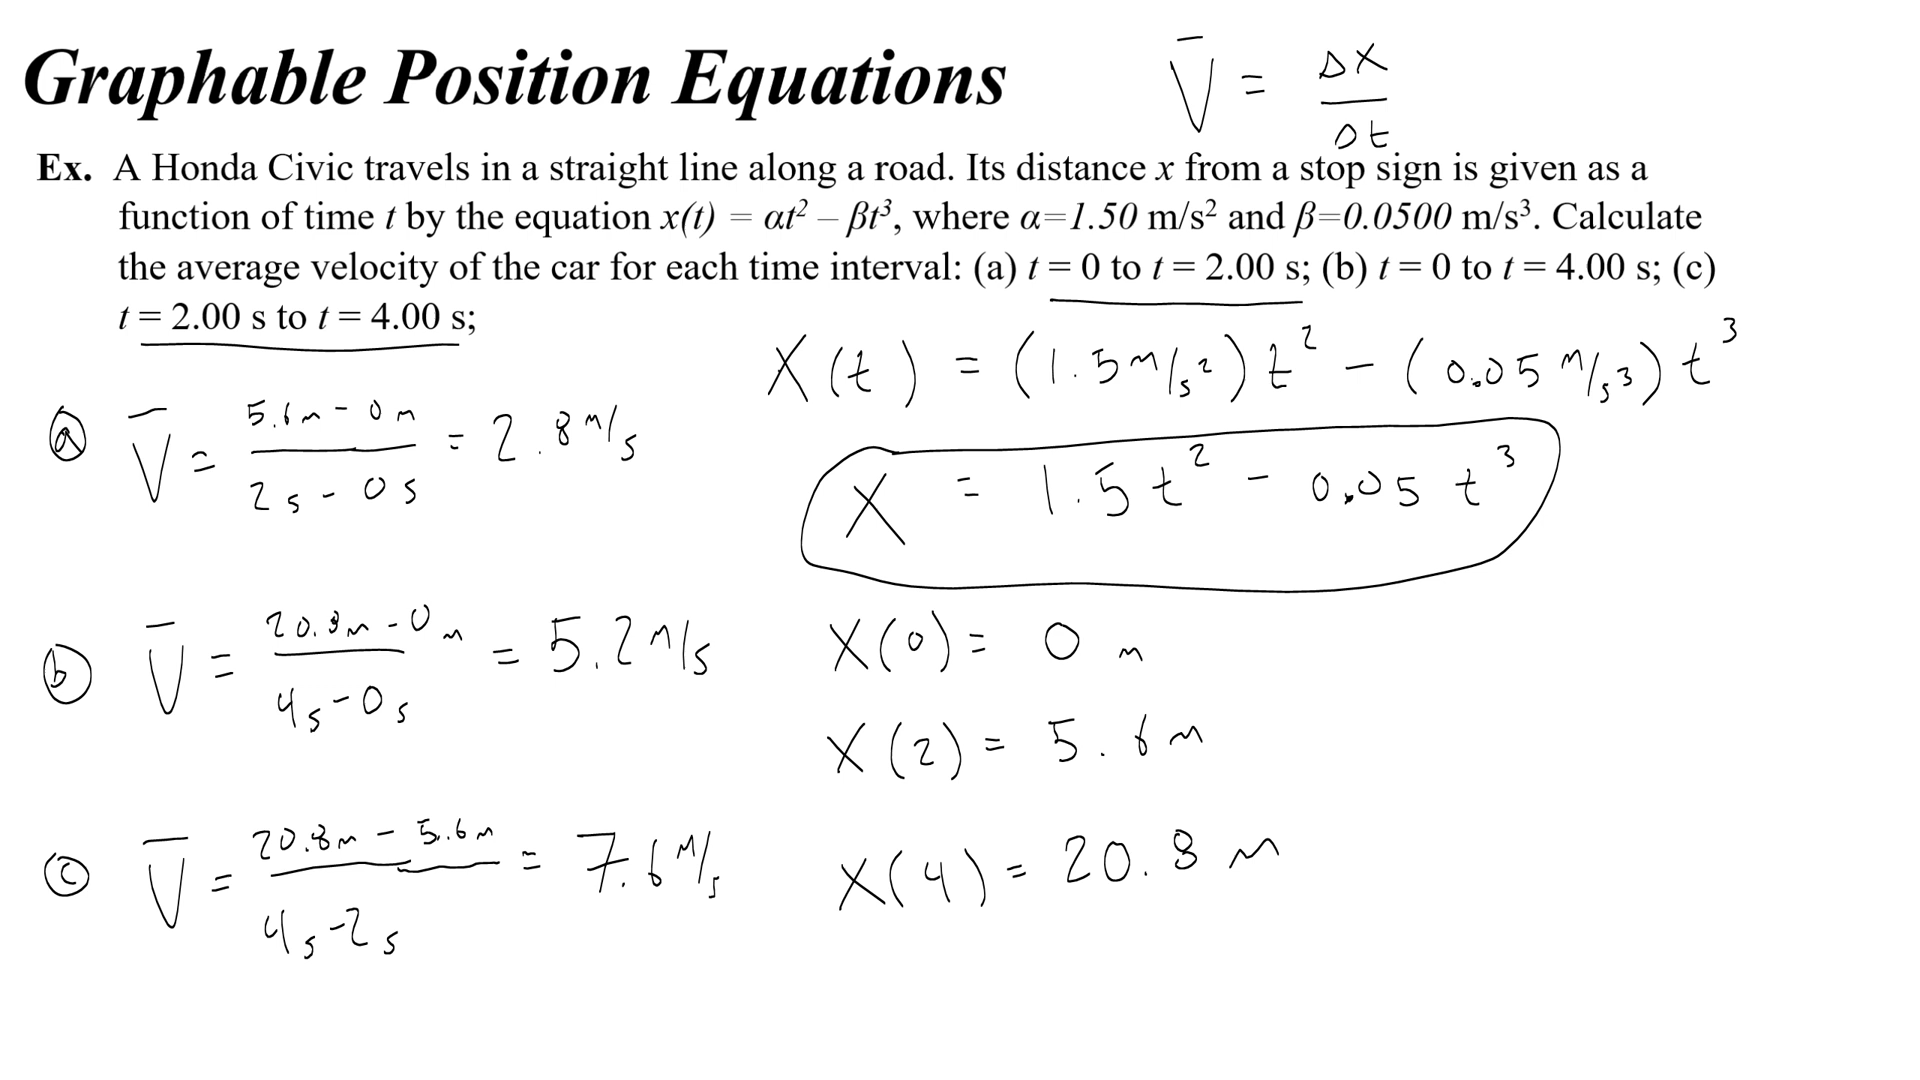 Graphable Position Equations
V̄ = Δx / Δt
Ex. A Honda Civic travels in a straight line along a road. Its distance x from a stop sign is given as a
function of time t by the equation x(t) = αt² – βt³, where α=1.50 m/s² and β=0.0500 m/s³. Calculate
the average velocity of the car for each time interval: (a) t = 0 to t = 2.00 s; (b) t = 0 to t = 4.00 s; (c)
t = 2.00 s to t = 4.00 s;
X(t) = (1.5 m/s²) t² - (0.05 m/s³) t³
X = 1.5 t² - 0.05 t³
(a) V̄ = (5.6m - 0m) / (2s - 0s) = 2.8 m/s
(b) V̄ = (20.8m - 0m) / (4s - 0s) = 5.2 m/s
(c) V̄ = (20.8m - 5.6m) / (4s - 2s) = 7.6 m/s
X(0) = 0 m
X(2) = 5.6 m
X(4) = 20.8 m